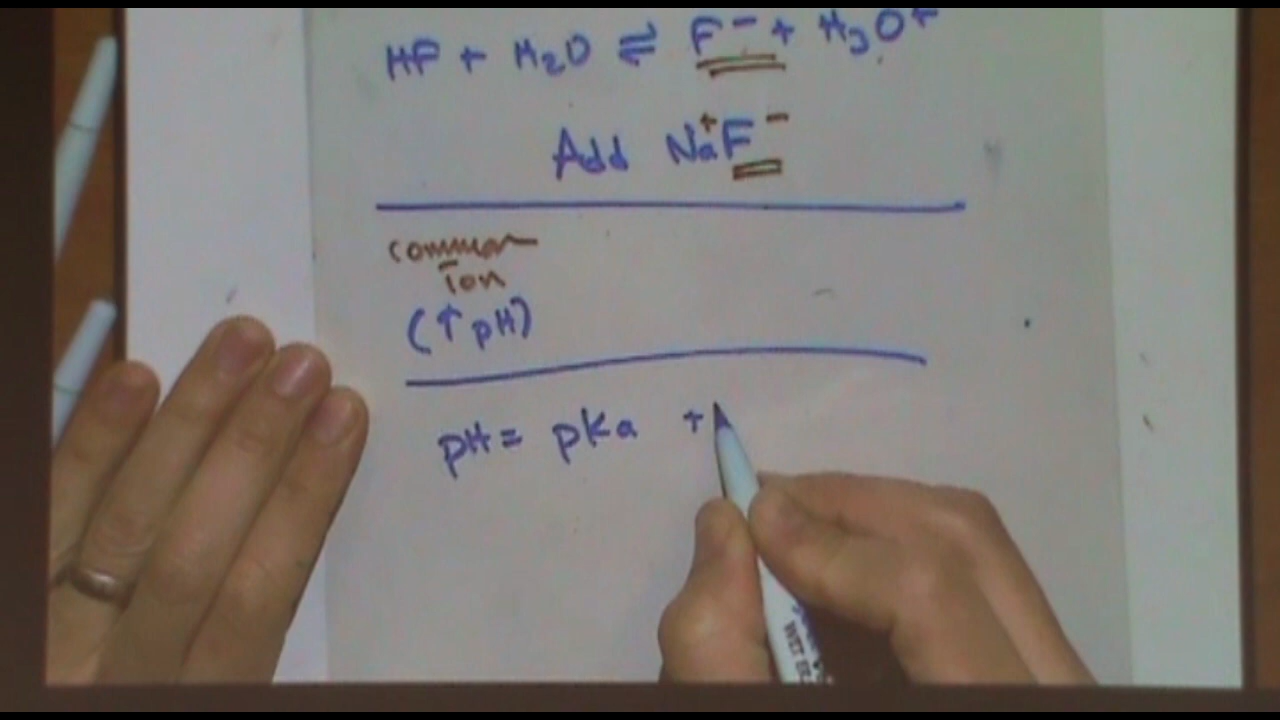 HF + H₂O ⇌ F⁻ + H₃O⁺
Add Na⁺F⁻
common
ion
(↑ pH)
pH = pKa +